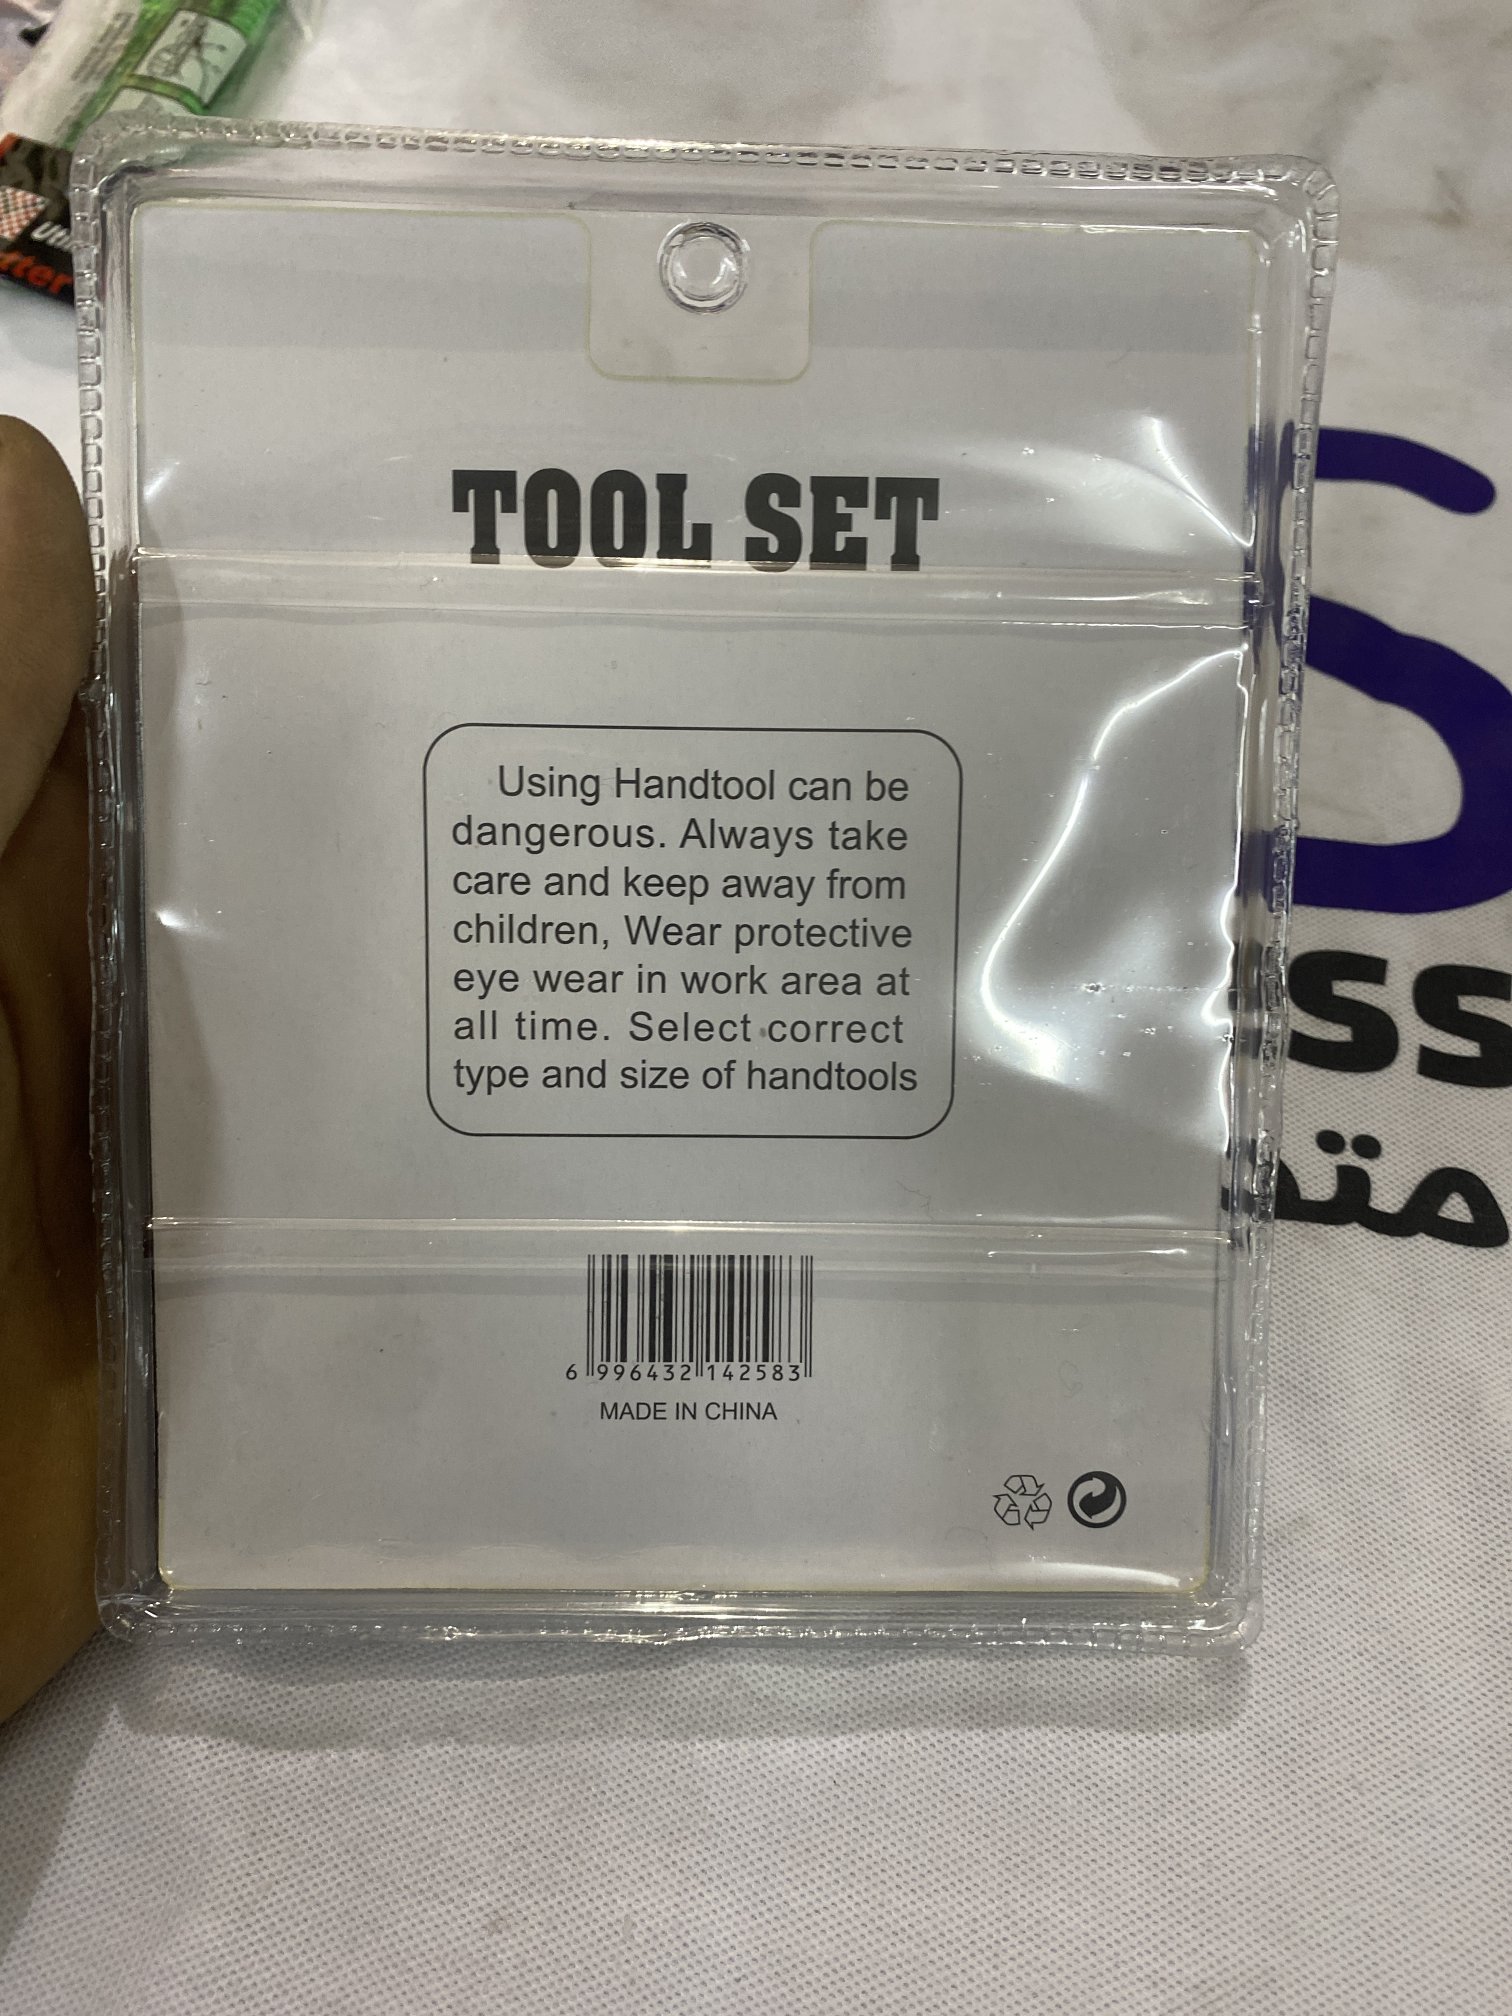 TOOL SET
Using Handtool can be
dangerous. Always take
care and keep away from
children, Wear protective
eye wear in work area at
all time. Select correct
type and size of handtools
6 996432 142583
MADE IN CHINA